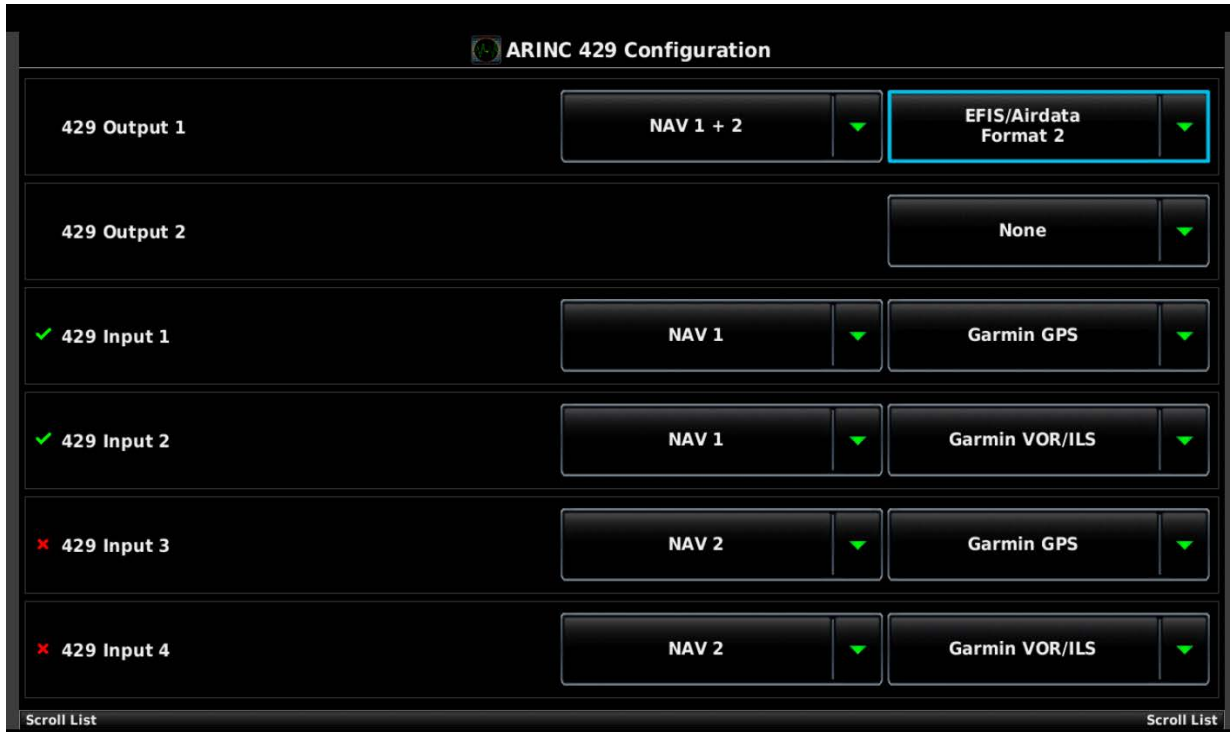 ARINC 429 Configuration
429 Output 1
NAV 1 + 2
EFIS/Airdata
Format 2
429 Output 2
None
429 Input 1
NAV 1
Garmin GPS
429 Input 2
NAV 1
Garmin VOR/ILS
429 Input 3
NAV 2
Garmin GPS
429 Input 4
NAV 2
Garmin VOR/ILS
Scroll List
Scroll List